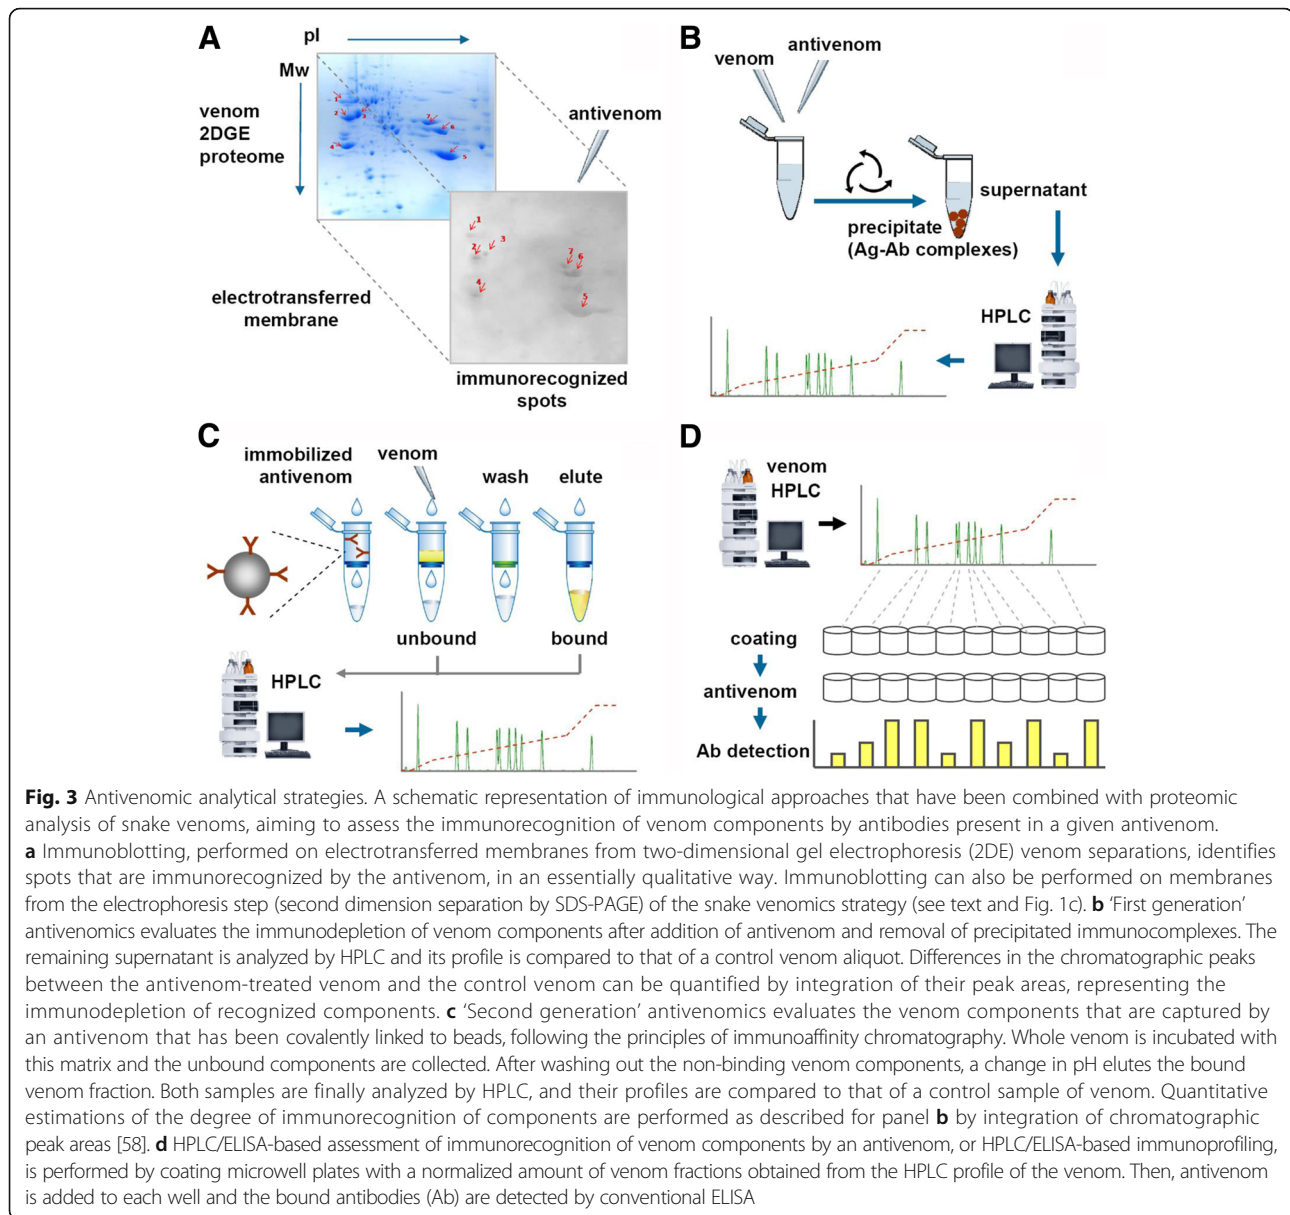 A
pI
Mw
venom
2DGE
proteome
1
2
3
4
7
6
5
antivenom
1
2
3
4
7
6
5
electrotransferred
membrane
immunorecognized
spots
B
antivenom
venom
supernatant
precipitate
(Ag-Ab complexes)
HPLC
C
immobilized
antivenom
venom
wash
elute
unbound
bound
HPLC
D
venom
HPLC
coating
antivenom
Ab detection
Fig. 3 Antivenomic analytical strategies. A schematic representation of immunological approaches that have been combined with proteomic
analysis of snake venoms, aiming to assess the immunorecognition of venom components by antibodies present in a given antivenom.
a Immunoblotting, performed on electrotransferred membranes from two-dimensional gel electrophoresis (2DE) venom separations, identifies
spots that are immunorecognized by the antivenom, in an essentially qualitative way. Immunoblotting can also be performed on membranes
from the electrophoresis step (second dimension separation by SDS-PAGE) of the snake venomics strategy (see text and Fig. 1c). b ‘First generation’
antivenomics evaluates the immunodepletion of venom components after addition of antivenom and removal of precipitated immunocomplexes. The
remaining supernatant is analyzed by HPLC and its profile is compared to that of a control venom aliquot. Differences in the chromatographic peaks
between the antivenom-treated venom and the control venom can be quantified by integration of their peak areas, representing the
immunodepletion of recognized components. c ‘Second generation’ antivenomics evaluates the venom components that are captured by
an antivenom that has been covalently linked to beads, following the principles of immunoaffinity chromatography. Whole venom is incubated with
this matrix and the unbound components are collected. After washing out the non-binding venom components, a change in pH elutes the bound
venom fraction. Both samples are finally analyzed by HPLC, and their profiles are compared to that of a control sample of venom. Quantitative
estimations of the degree of immunorecognition of components are performed as described for panel b by integration of chromatographic
peak areas [58]. d HPLC/ELISA-based assessment of immunorecognition of venom components by an antivenom, or HPLC/ELISA-based immunoprofiling,
is performed by coating microwell plates with a normalized amount of venom fractions obtained from the HPLC profile of the venom. Then, antivenom
is added to each well and the bound antibodies (Ab) are detected by conventional ELISA